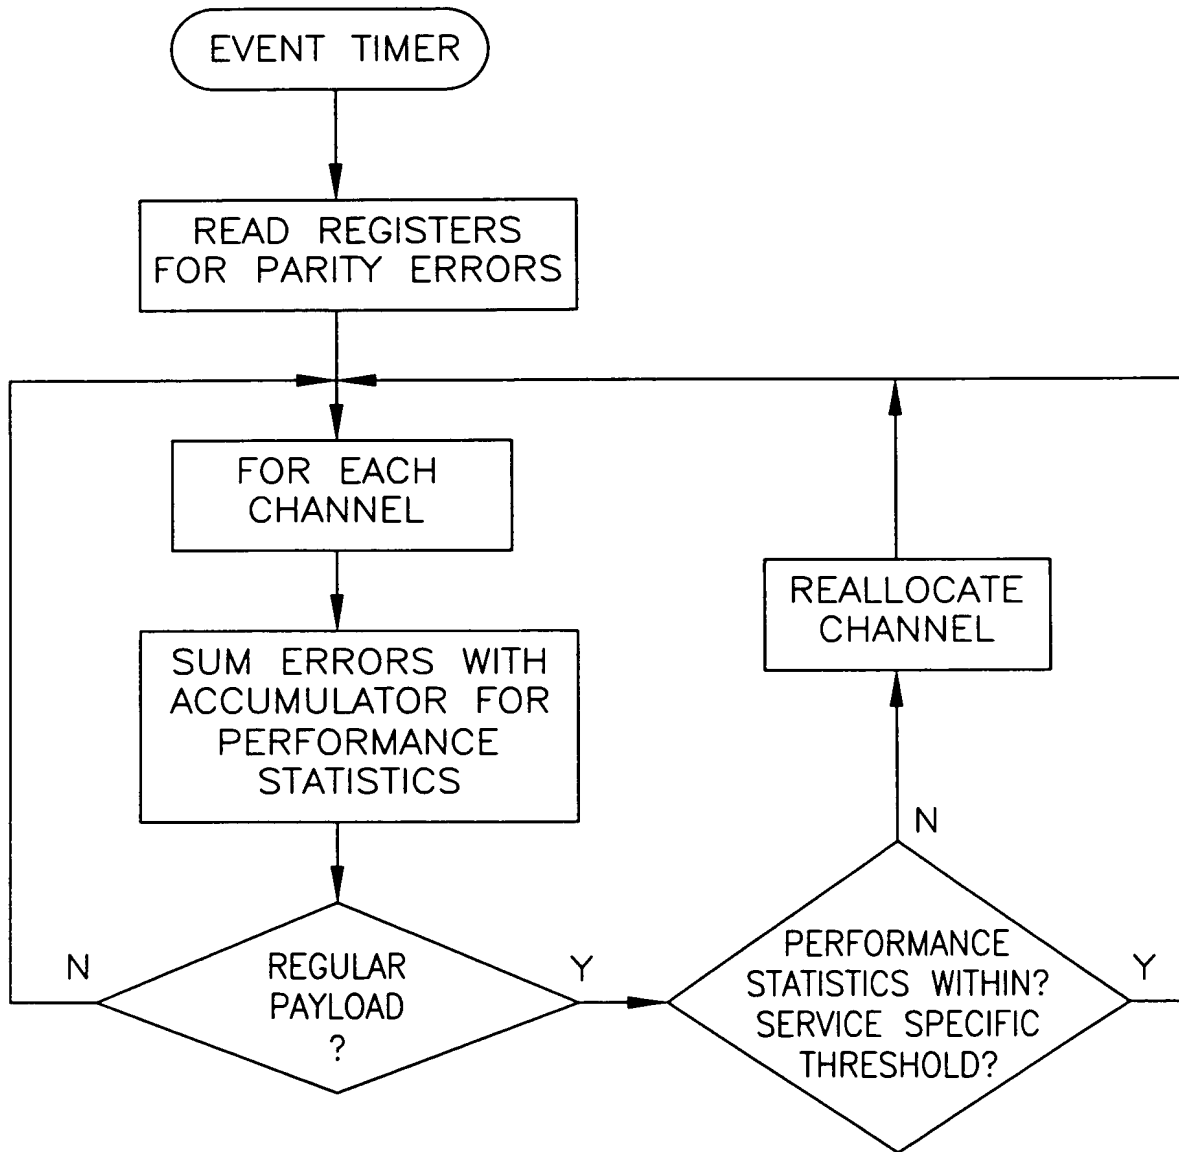 EVENT TIMER
READ REGISTERS
FOR PARITY ERRORS
FOR EACH
CHANNEL
SUM ERRORS WITH
ACCUMULATOR FOR
PERFORMANCE
STATISTICS
REGULAR
PAYLOAD
?
N
Y
REALLOCATE
CHANNEL
N
PERFORMANCE
STATISTICS WITHIN?
SERVICE SPECIFIC
THRESHOLD?
Y